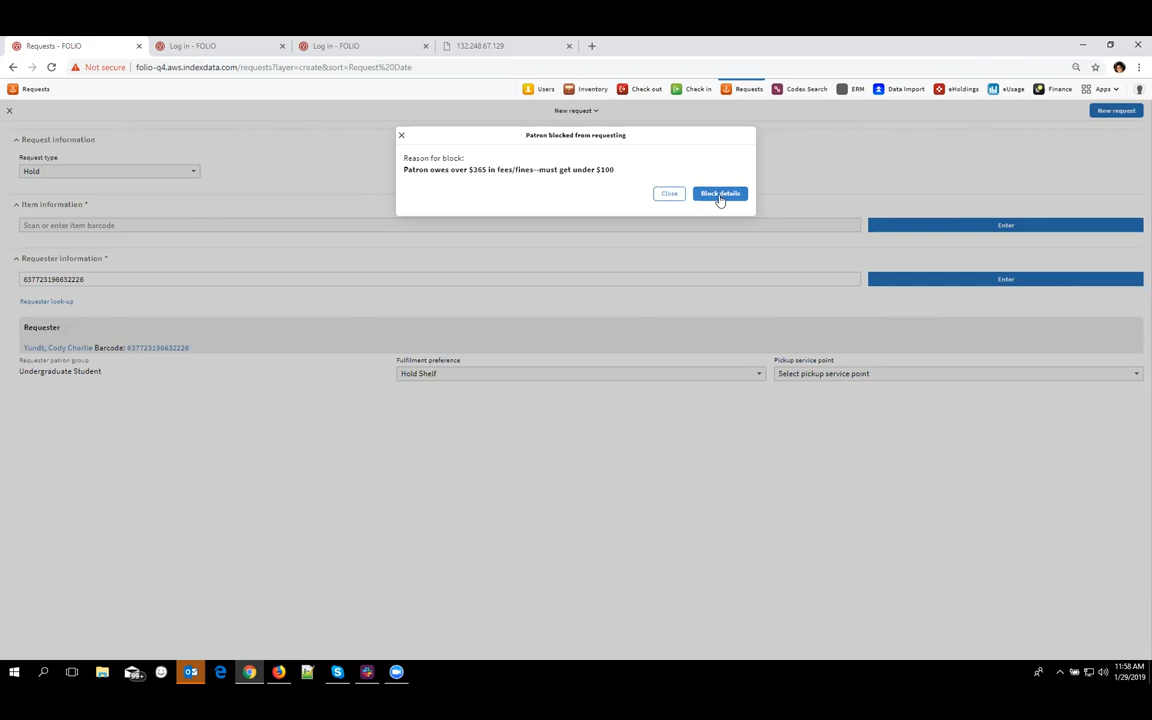 Requests - FOLIO
Log in - FOLIO
Log in - FOLIO
132.248.67.129
Not secure
folio-q4.aws.indexdata.com/requests?layer=create&sort=Request%20Date
Requests
Users
Inventory
Check out
Check in
Requests
Codex Search
ERM
Data Import
eHoldings
eUsage
Finance
Apps
New request
New request
Request information
Request type
Hold
Patron blocked from requesting
Reason for block:
Patron owes over $365 in fees/fines--must get under $100
Close
Block details
Item information *
Scan or enter item barcode
Enter
Requester information *
637723196632226
Enter
Requester look-up
Requester
Yundt, Cody Charlie Barcode: 637723196632226
Requester patron group
Undergraduate Student
Fulfilment preference
Hold Shelf
Pickup service point
Select pickup service point
99+
11:58 AM
1/29/2019